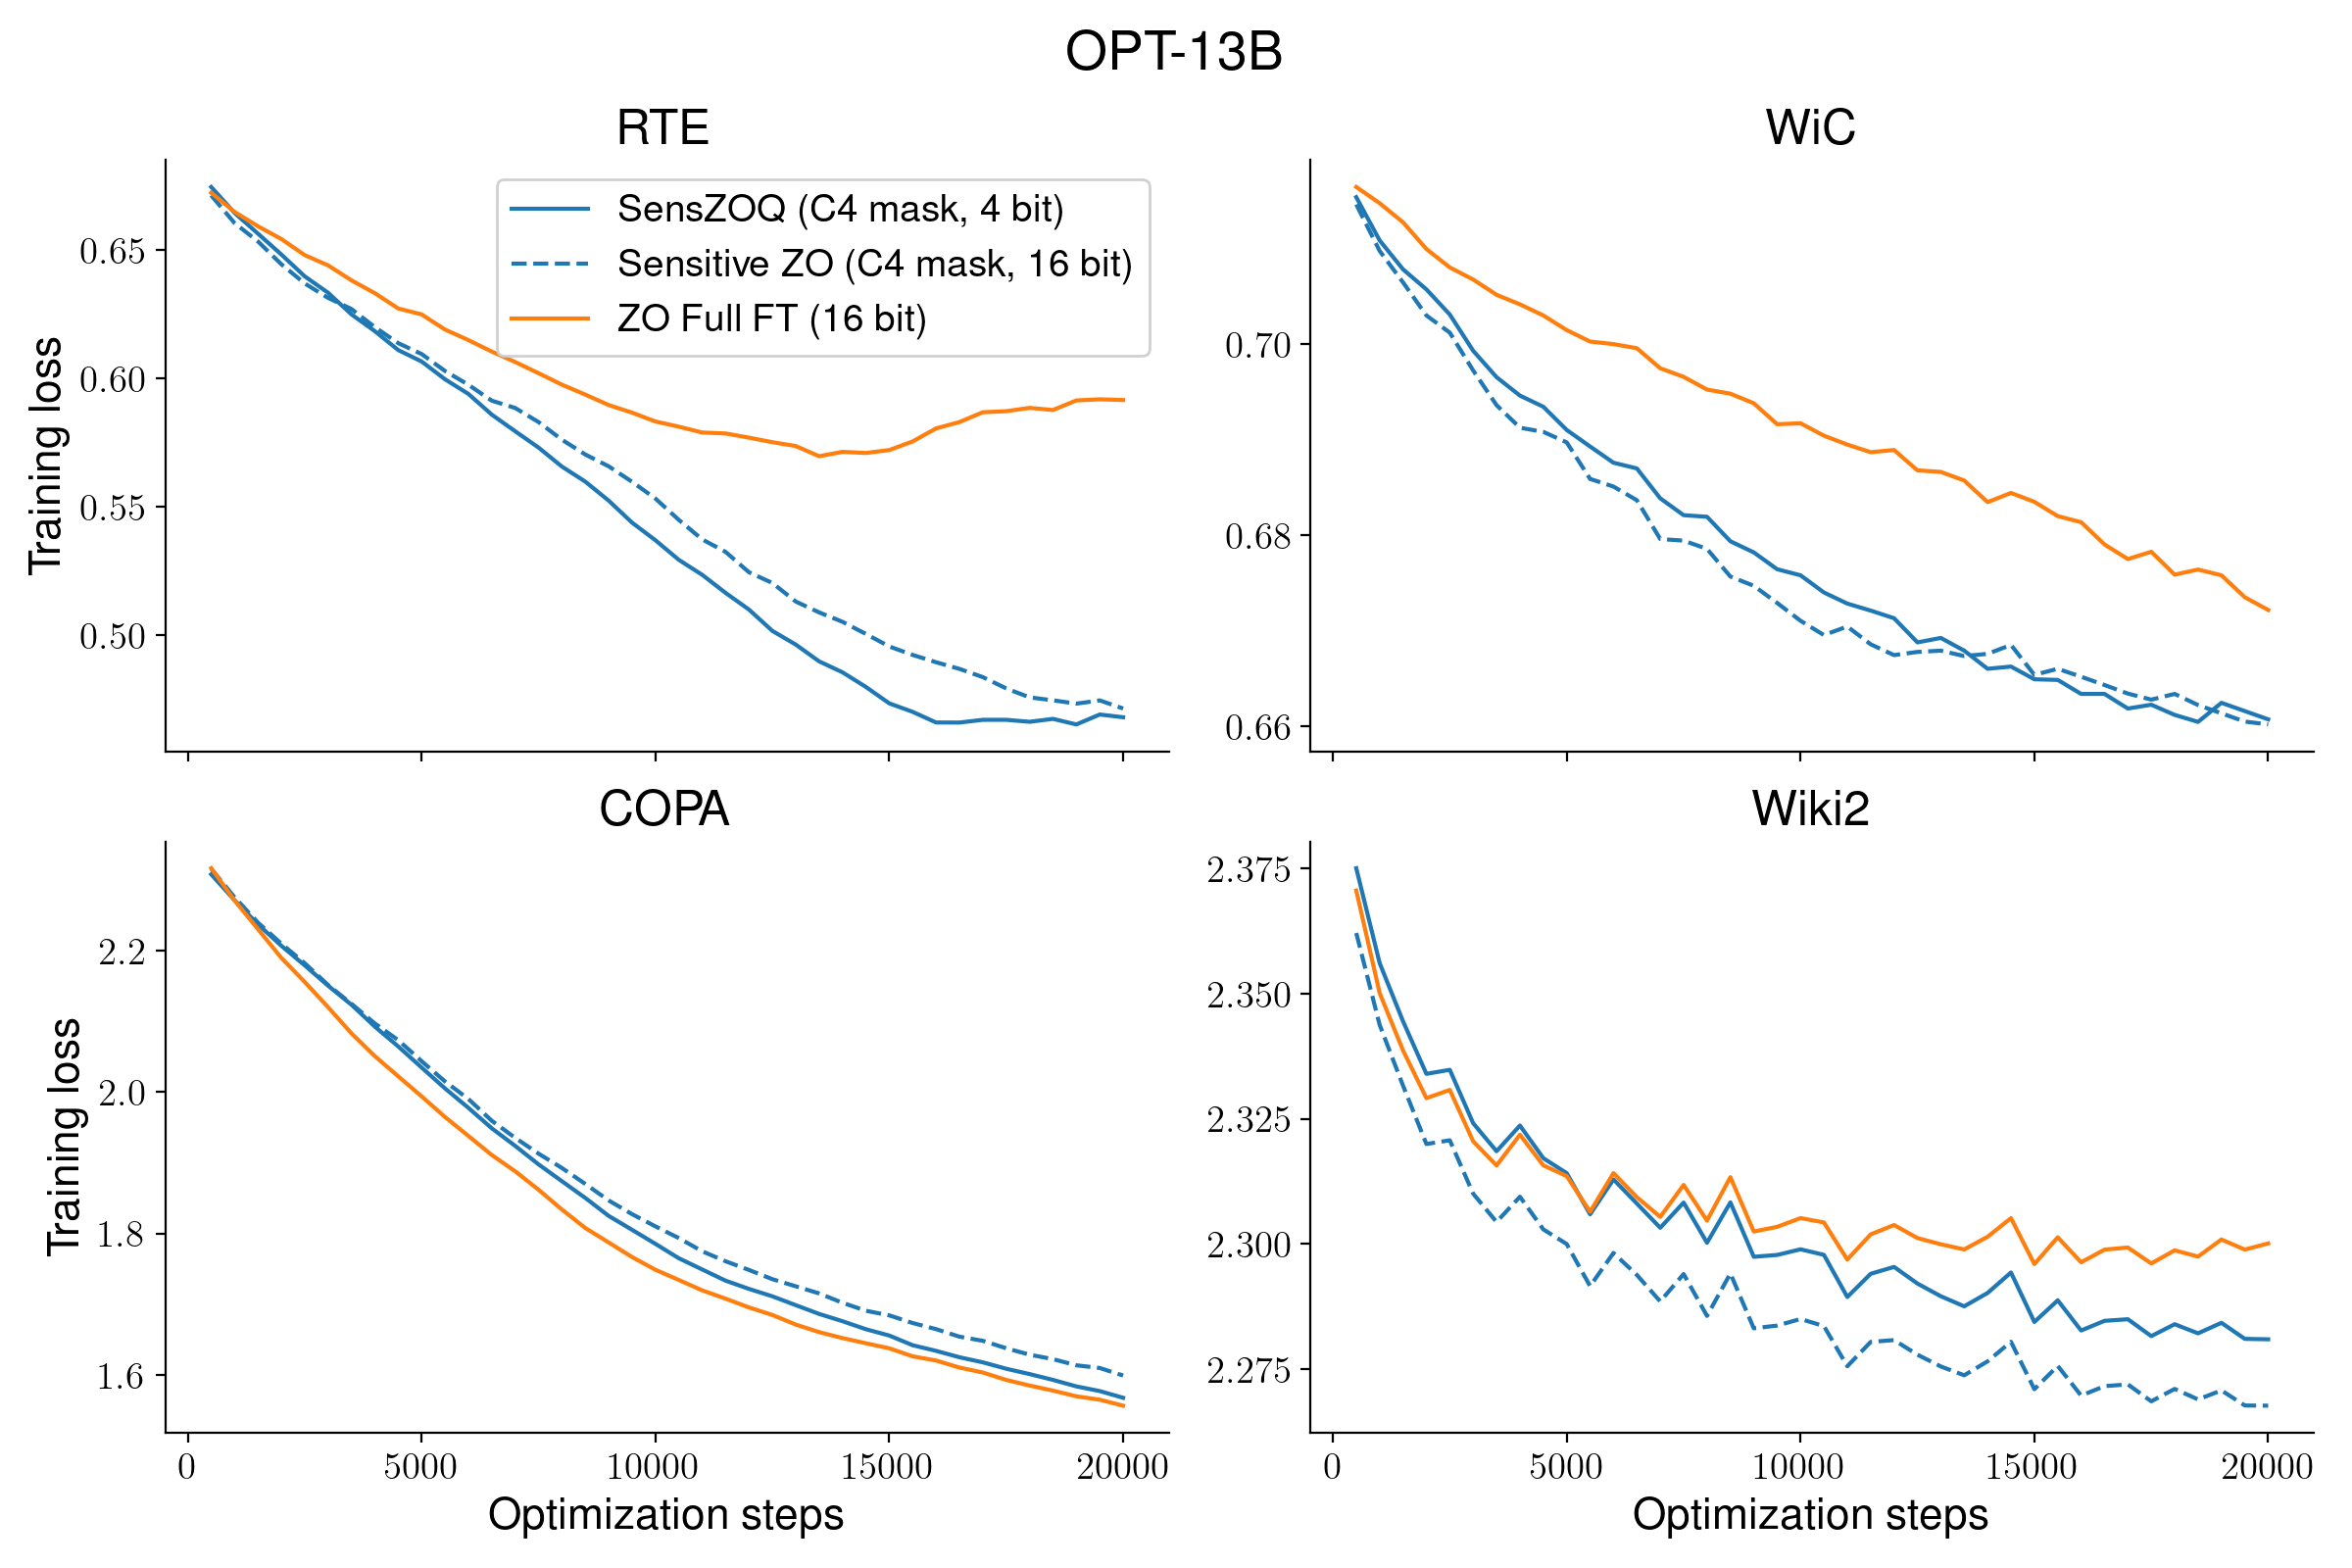 OPT-13B
RTE
SensZOQ (C4 mask, 4 bit)
Sensitive ZO (C4 mask, 16 bit)
ZO Full FT (16 bit)
Training loss
0.65
0.60
0.55
0.50
WiC
0.70
0.68
0.66
COPA
Training loss
2.2
2.0
1.8
1.6
0 5000 10000 15000 20000
Optimization steps
Wiki2
2.375
2.350
2.325
2.300
2.275
0 5000 10000 15000 20000
Optimization steps